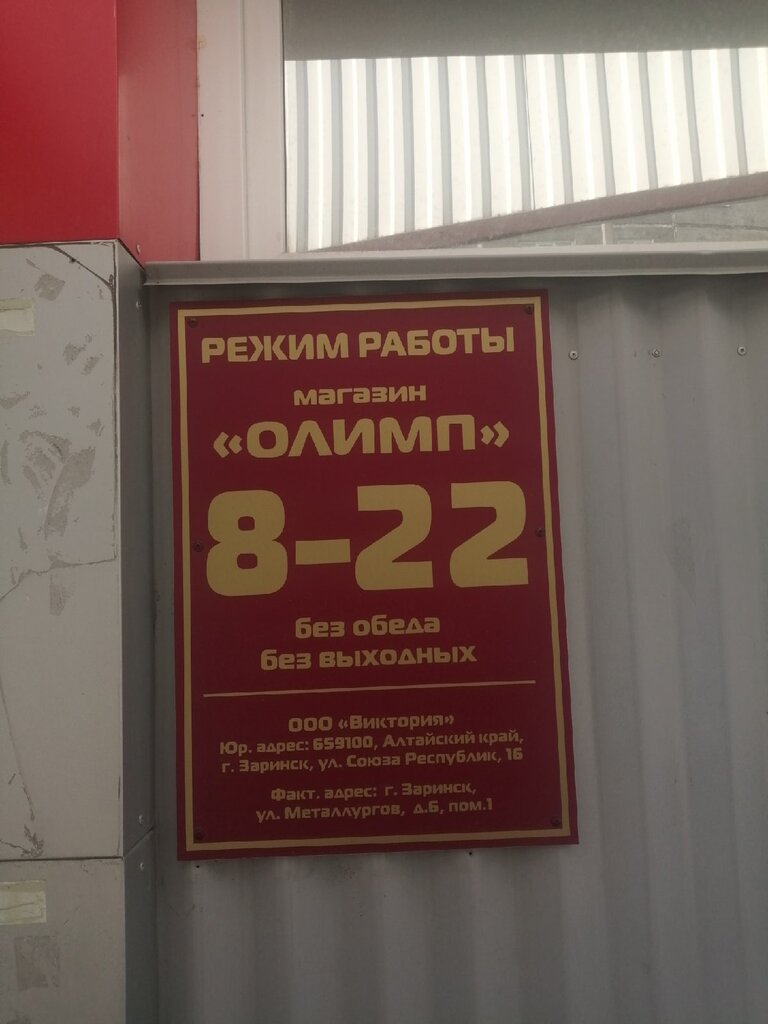 РЕЖИМ РАБОТЫ
магазин
«ОЛИМП»
8-22
без обеда
без выходных
ООО «Виктория»
Юр. адрес: 659100, Алтайский край,
г. Заринск, ул. Союза Республик, 16
Факт. адрес: г. Заринск,
ул. Металлургов, д.6, пом.1